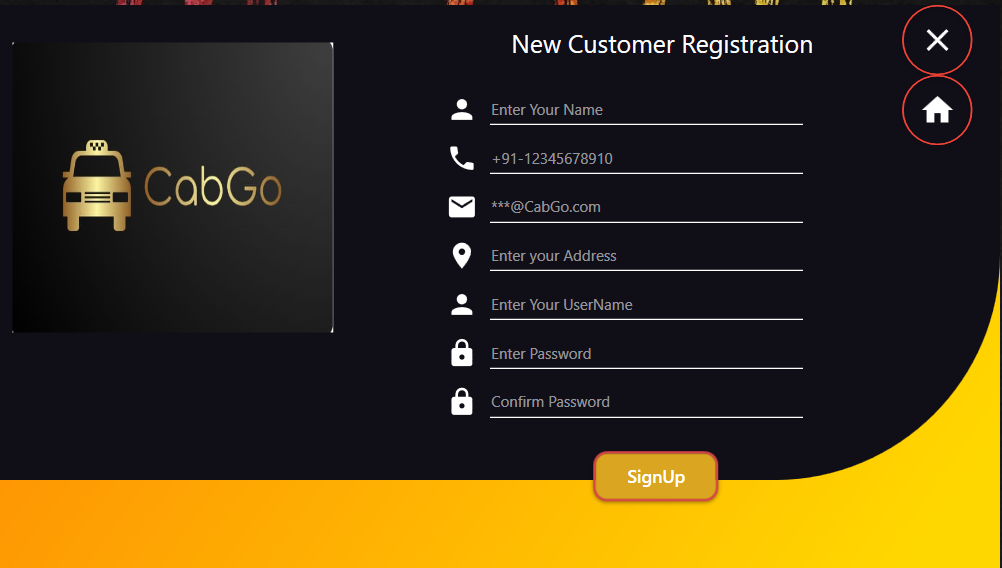 New Customer Registration
CabGo
Enter Your Name
+91-12345678910
***@CabGo.com
Enter your Address
Enter Your UserName
Enter Password
Confirm Password
SignUp